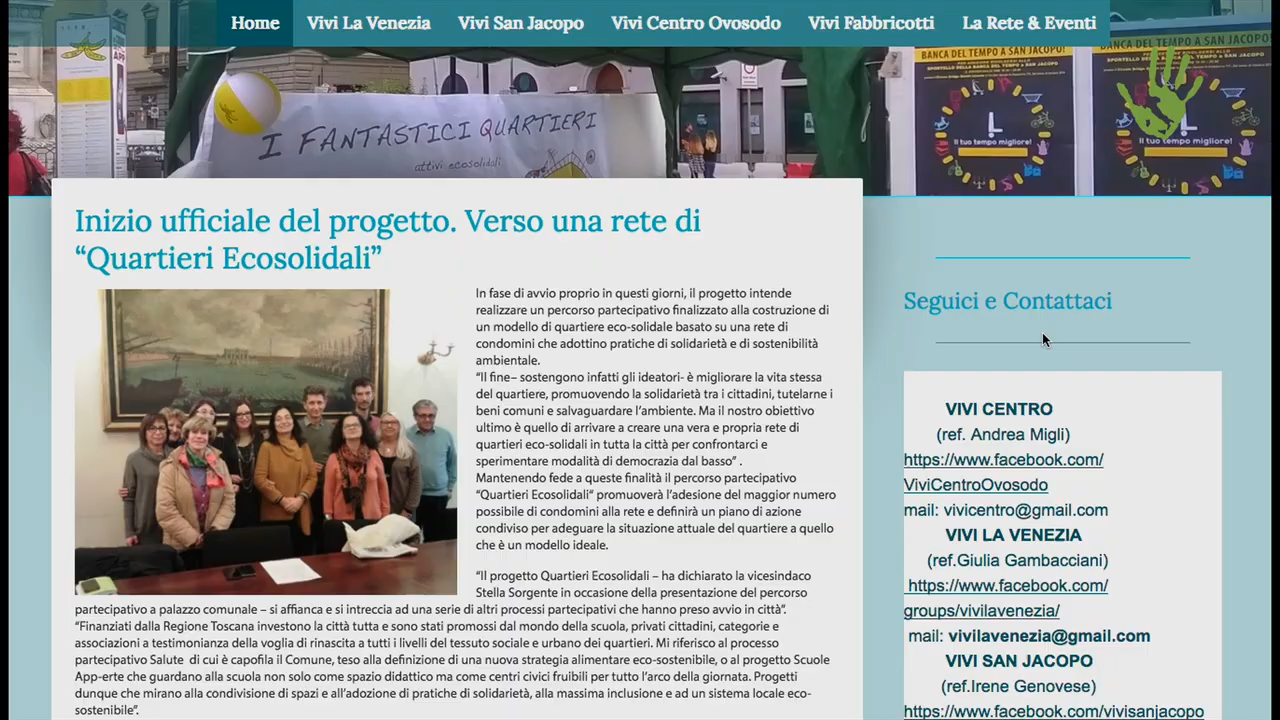 Home
Vivi La Venezia
Vivi San Jacopo
Vivi Centro Ovosodo
Vivi Fabbricotti
La Rete & Eventi
BANCA DEL TEMPO A SAN JACOPO!
SPORTELLO DELLA BANCA DEL TEMPO A SAN JACOPO
Il tuo tempo migliore!
BANCA DEL TEMPO A SAN JACOPO
SPORTELLO DELLA BANCA DEL TEMPO A SAN JACOPO
Il tuo tempo migliore!
I FANTASTICI QUARTIERI
attivi ecosolidali
Inizio ufficiale del progetto. Verso una rete di
“Quartieri Ecosolidali”
In fase di avvio proprio in questi giorni, il progetto intende
realizzare un percorso partecipativo finalizzato alla costruzione di
un modello di quartiere eco-solidale basato su una rete di
condomini che adottino pratiche di solidarietà e di sostenibilità
ambientale.
“Il fine– sostengono infatti gli ideatori- è migliorare la vita stessa
del quartiere, promuovendo la solidarietà tra i cittadini, tutelarne i
beni comuni e salvaguardare l’ambiente. Ma il nostro obiettivo
ultimo è quello di arrivare a creare una vera e propria rete di
quartieri eco-solidali in tutta la città per confrontarci e
sperimentare modalità di democrazia dal basso” .
Mantenendo fede a queste finalità il percorso partecipativo
“Quartieri Ecosolidali“ promuoverà l’adesione del maggior numero
possibile di condomini alla rete e definirà un piano di azione
condiviso per adeguare la situazione attuale del quartiere a quello
che è un modello ideale.
“Il progetto Quartieri Ecosolidali – ha dichiarato la vicesindaco
Stella Sorgente in occasione della presentazione del percorso
partecipativo a palazzo comunale – si affianca e si intreccia ad una serie di altri processi partecipativi che hanno preso avvio in città”.
“Finanziati dalla Regione Toscana investono la città tutta e sono stati promossi dal mondo della scuola, privati cittadini, categorie e
associazioni a testimonianza della voglia di rinascita a tutti i livelli del tessuto sociale e urbano dei quartieri. Mi riferisco al processo
partecipativo Salute di cui è capofila il Comune, teso alla definizione di una nuova strategia alimentare eco-sostenibile, o al progetto Scuole
App-erte che guardano alla scuola non solo come spazio didattico ma come centri civici fruibili per tutto l’arco della giornata. Progetti
dunque che mirano alla condivisione di spazi e all’adozione di pratiche di solidarietà, alla massima inclusione e ad un sistema locale eco-
sostenibile”.
Seguici e Contattaci
VIVI CENTRO
(ref. Andrea Migli)
https://www.facebook.com/
ViviCentroOvosodo
mail: vivicentro@gmail.com
VIVI LA VENEZIA
(ref.Giulia Gambacciani)
https://www.facebook.com/
groups/vivilavenezia/
mail: vivilavenezia@gmail.com
VIVI SAN JACOPO
(ref.Irene Genovese)
https://www.facebook.com/vivisanjacopo